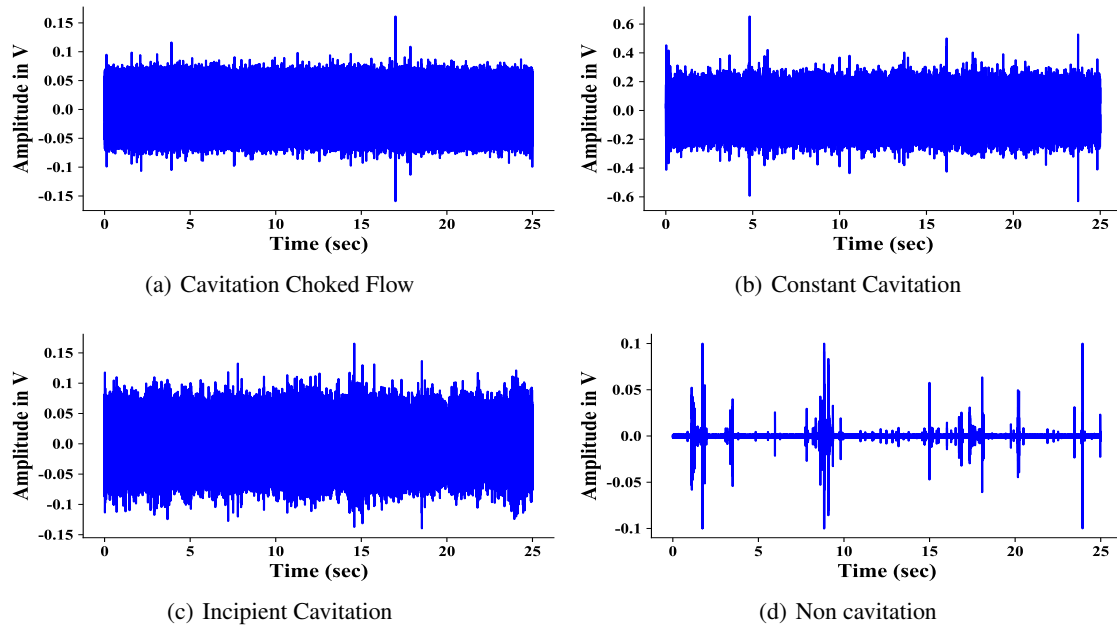 Amplitude in V
0.15
0.1
0.05
0.0
-0.05
-0.1
-0.15
0 5 10 15 20 25
Time (sec)
(a) Cavitation Choked Flow
Amplitude in V
0.6
0.4
0.2
0.0
-0.2
-0.4
-0.6
0 5 10 15 20 25
Time (sec)
(b) Constant Cavitation
Amplitude in V
0.15
0.1
0.05
0.0
-0.05
-0.1
-0.15
0 5 10 15 20 25
Time (sec)
(c) Incipient Cavitation
Amplitude in V
0.1
0.05
0.0
-0.05
-0.1
0 5 10 15 20 25
Time (sec)
(d) Non cavitation